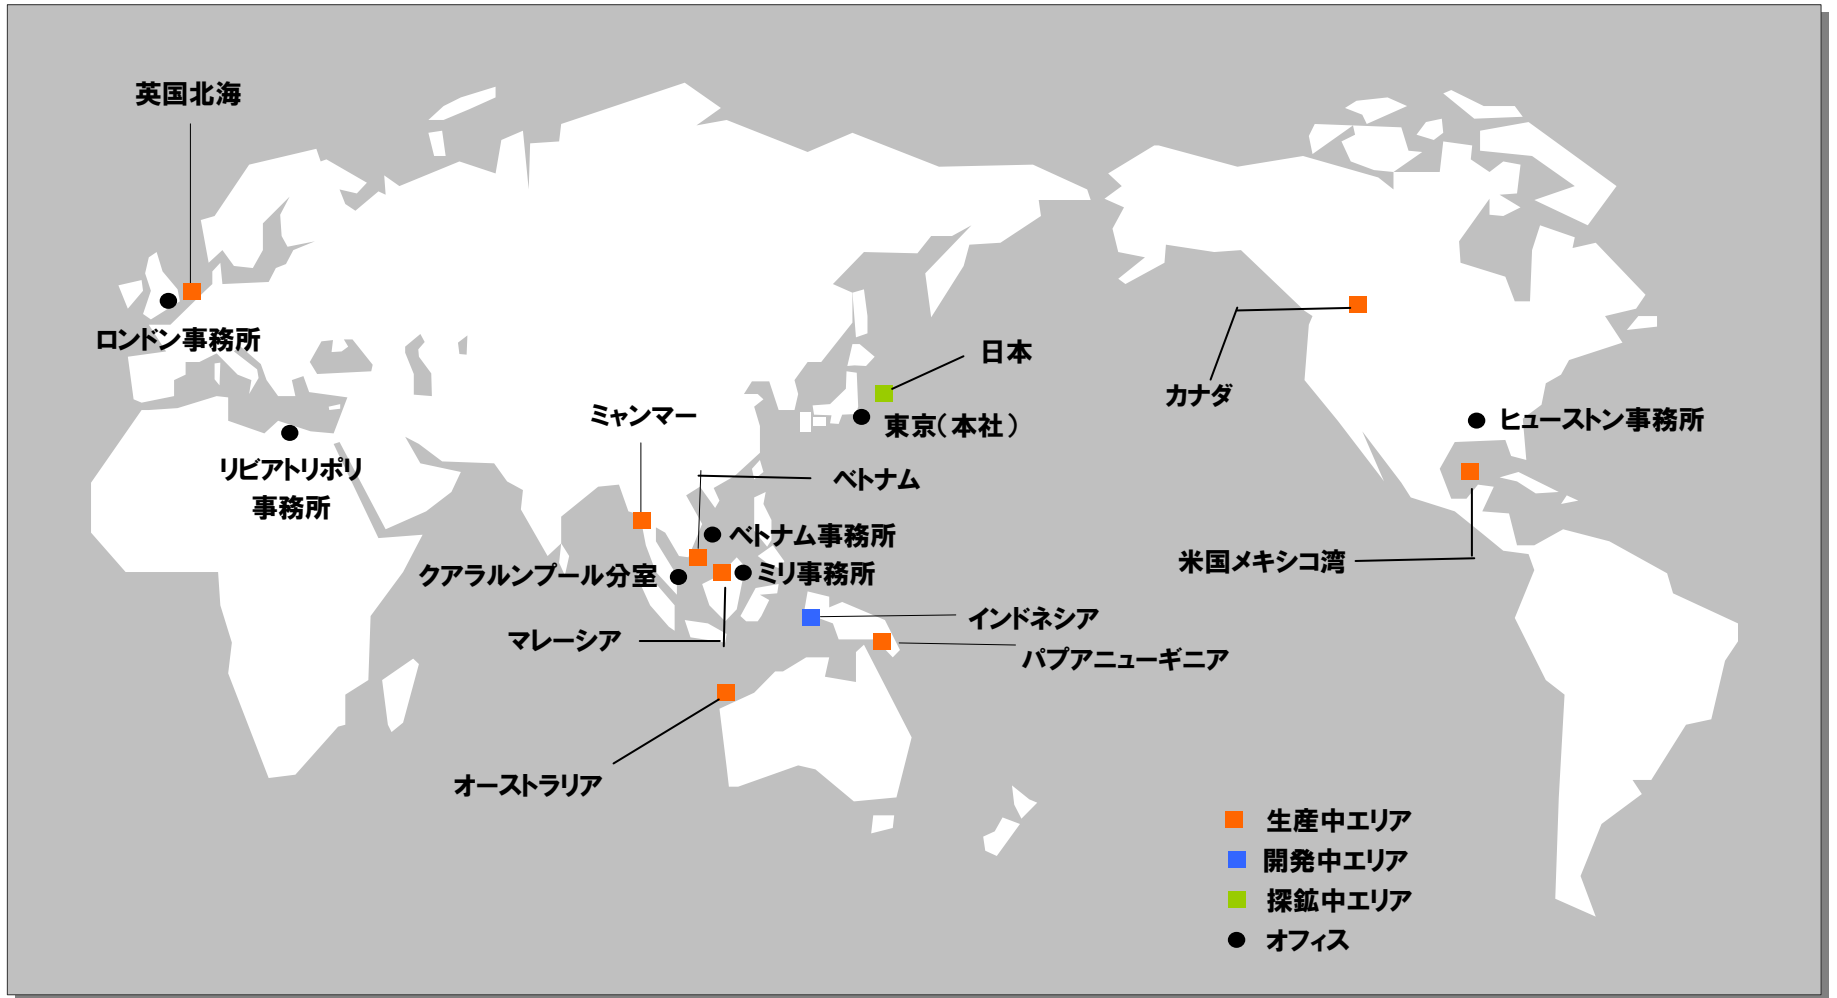 英国北海
ロンドン事務所
日本
カナダ
東京（本社）
ミャンマー
ヒューストン事務所
リビアトリポリ
事務所
ベトナム
ベトナム事務所
米国メキシコ湾
クアラルンプール分室
ミリ事務所
インドネシア
マレーシア
パプアニューギニア
オーストラリア
生産中エリア
開発中エリア
探鉱中エリア
オフィス